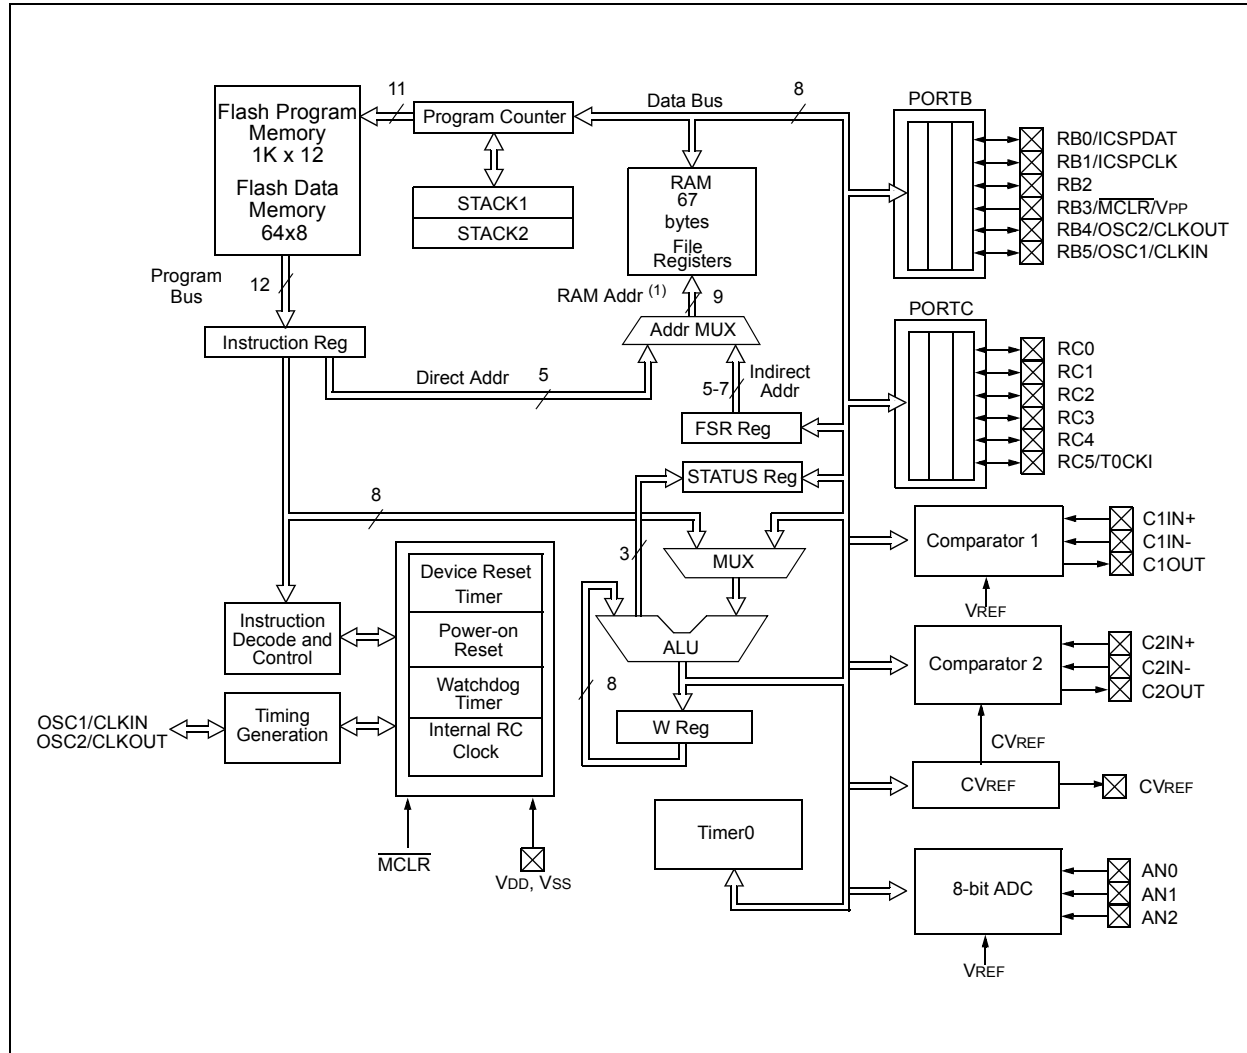 Flash Program
Memory
1K x 12
Flash Data
Memory
64x8
11
Program Counter
STACK1
STACK2
Data Bus
8
RAM
67
bytes
File
Registers
RAM Addr (1)
9
Addr MUX
Program
Bus
12
Instruction Reg
Direct Addr
5
5-7
Indirect
Addr
FSR Reg
STATUS Reg
8
3
MUX
ALU
8
W Reg
Instruction
Decode and
Control
Timing
Generation
OSC1/CLKIN
OSC2/CLKOUT
Device Reset
Timer
Power-on
Reset
Watchdog
Timer
Internal RC
Clock
MCLR
VDD, VSS
Timer0
PORTB
RB0/ICSPDAT
RB1/ICSPCLK
RB2
RB3/MCLR/VPP
RB4/OSC2/CLKOUT
RB5/OSC1/CLKIN
PORTC
RC0
RC1
RC2
RC3
RC4
RC5/T0CKI
Comparator 1
C1IN+
C1IN-
C1OUT
VREF
Comparator 2
C2IN+
C2IN-
C2OUT
CVREF
CVREF
CVREF
8-bit ADC
AN0
AN1
AN2
VREF